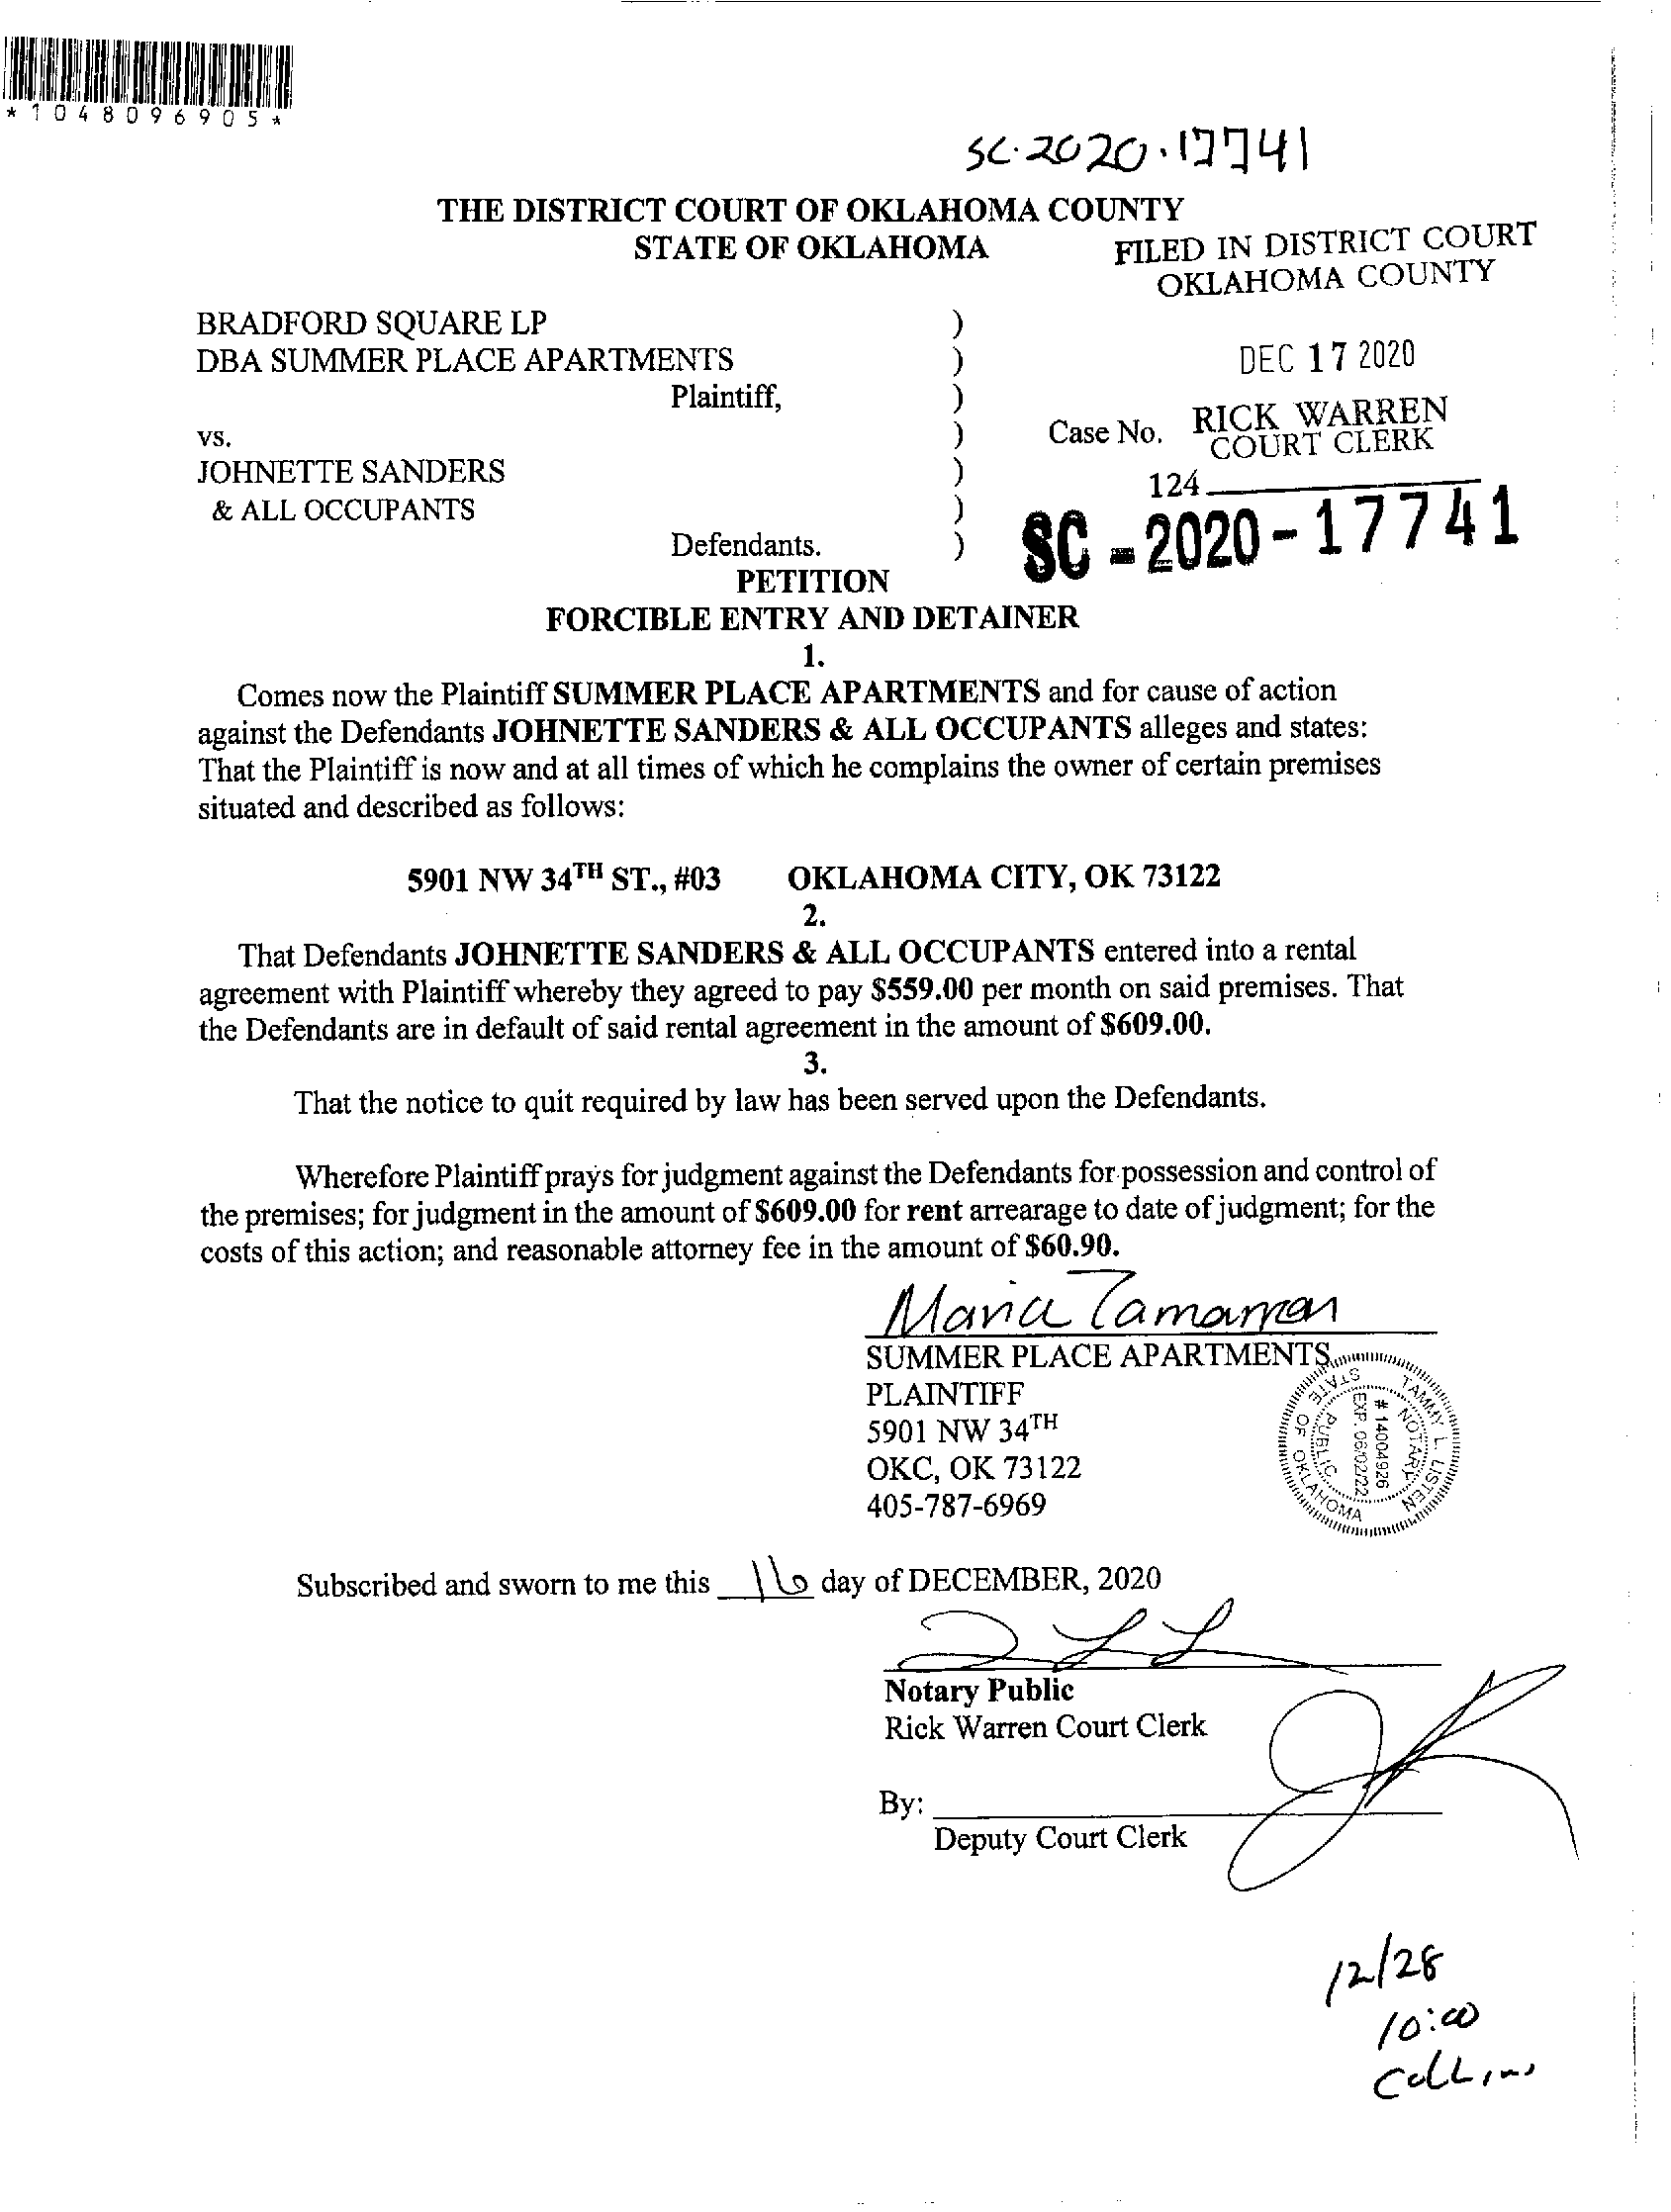 *1048096905*
SC-2020-17741
THE DISTRICT COURT OF OKLAHOMA COUNTY
STATE OF OKLAHOMA
FILED IN DISTRICT COURT
OKLAHOMA COUNTY
BRADFORD SQUARE LP )
DBA SUMMER PLACE APARTMENTS )
DEC 17 2020
Plaintiff, )
vs. )
Case No. RICK WARREN
COURT CLERK
JOHNETTE SANDERS )
124
& ALL OCCUPANTS )
SC-2020-17741
Defendants. )
PETITION
FORCIBLE ENTRY AND DETAINER
1.
Comes now the Plaintiff SUMMER PLACE APARTMENTS and for cause of action
against the Defendants JOHNETTE SANDERS & ALL OCCUPANTS alleges and states:
That the Plaintiff is now and at all times of which he complains the owner of certain premises
situated and described as follows:
5901 NW 34TH ST., #03 OKLAHOMA CITY, OK 73122
2.
That Defendants JOHNETTE SANDERS & ALL OCCUPANTS entered into a rental
agreement with Plaintiff whereby they agreed to pay $559.00 per month on said premises. That
the Defendants are in default of said rental agreement in the amount of $609.00.
3.
That the notice to quit required by law has been served upon the Defendants.
Wherefore Plaintiff prays for judgment against the Defendants for possession and control of
the premises; for judgment in the amount of $609.00 for rent arrearage to date of judgment; for the
costs of this action; and reasonable attorney fee in the amount of $60.90.
Maria
SUMMER PLACE APARTMENTS
PLAINTIFF
5901 NW 34TH
OKC, OK 73122
405-787-6969
TAMMY L. LISTEN
NOTARY PUBLIC
STATE OF OKLAHOMA
# 14004926
EXP. 06/02/22
Subscribed and sworn to me this 16 day of DECEMBER, 2020
Notary Public
Rick Warren Court Clerk
By:
Deputy Court Clerk
12/28
10:00
Collins